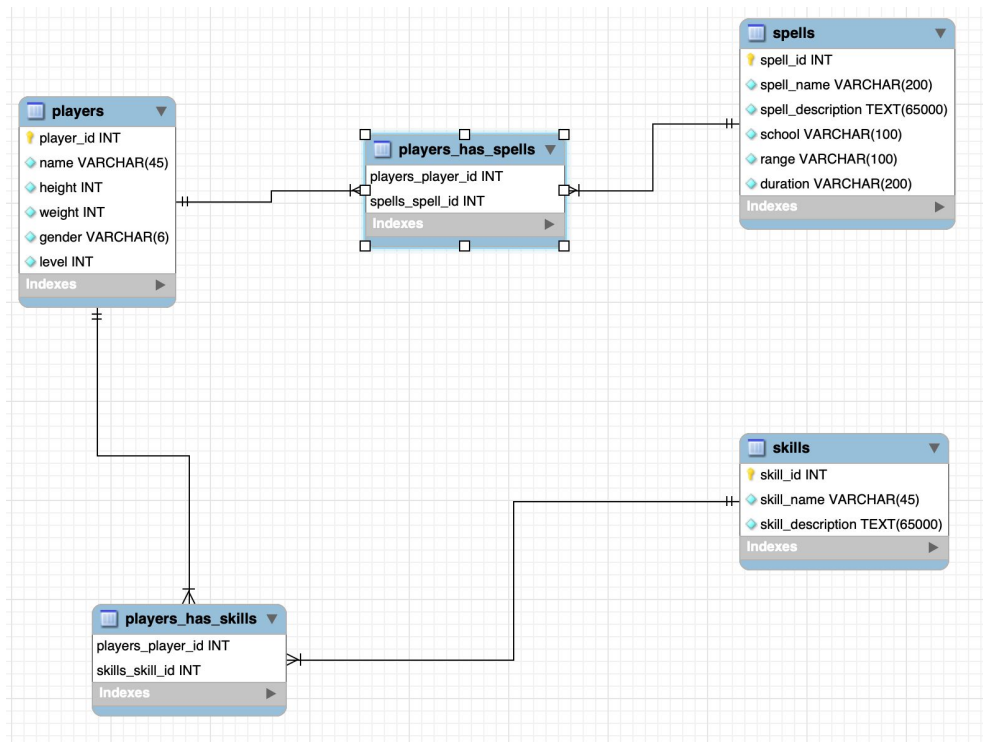 players
player_id INT
name VARCHAR(45)
height INT
weight INT
gender VARCHAR(6)
level INT
Indexes
players_has_spells
players_player_id INT
spells_spell_id INT
Indexes
spells
spell_id INT
spell_name VARCHAR(200)
spell_description TEXT(65000)
school VARCHAR(100)
range VARCHAR(100)
duration VARCHAR(200)
Indexes
skills
skill_id INT
skill_name VARCHAR(45)
skill_description TEXT(65000)
Indexes
players_has_skills
players_player_id INT
skills_skill_id INT
Indexes